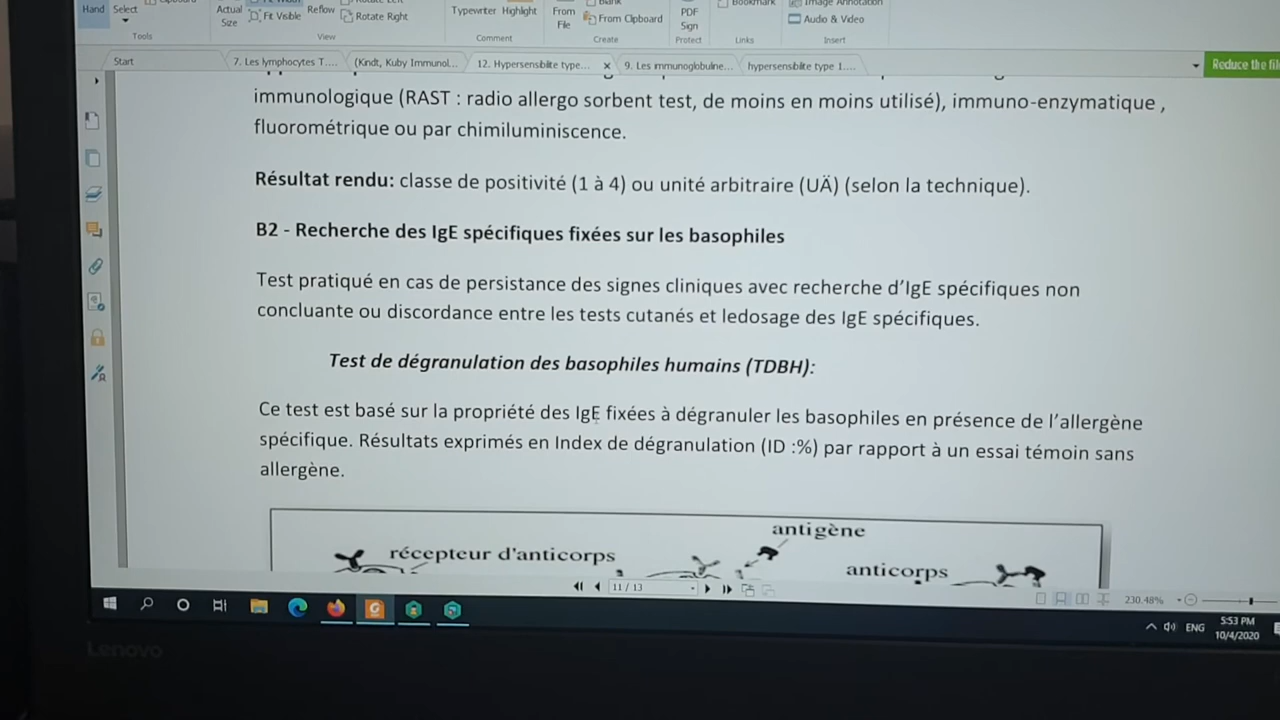 Hand
Select
Actual Size
Fit Visible
Reflow
Rotate Right
Typewriter
Highlight
From File
From Clipboard
PDF Sign
Bookmark
Image Annotation
Audio & Video
Tools
View
Comment
Create
Protect
Links
Insert
Start
7. Les lymphocytes T....
(Kindt, Kuby Immunol...
12. Hypersensbilte type...
9. Les immunoglobulne...
hypersensbilte type 1....
Reduce the fil
immunologique (RAST : radio allergo sorbent test, de moins en moins utilisé), immuno-enzymatique ,
fluorométrique ou par chimiluminiscence.
Résultat rendu: classe de positivité (1 à 4) ou unité arbitraire (UÄ) (selon la technique).
B2 - Recherche des IgE spécifiques fixées sur les basophiles
Test pratiqué en cas de persistance des signes cliniques avec recherche d'IgE spécifiques non
concluante ou discordance entre les tests cutanés et ledosage des IgE spécifiques.
Test de dégranulation des basophiles humains (TDBH):
Ce test est basé sur la propriété des IgE fixées à dégranuler les basophiles en présence de l'allergène
spécifique. Résultats exprimés en Index de dégranulation (ID :%) par rapport à un essai témoin sans
allergène.
antigène
récepteur d'anticorps
anticorps
11 / 13
230.48%
ENG
5:53 PM
10/4/2020
Lenovo